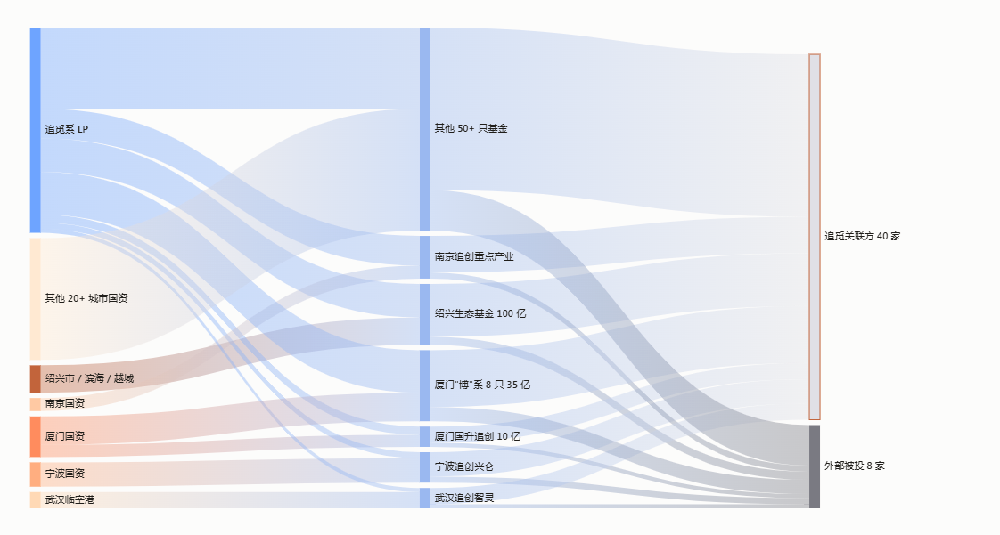 追觅系 LP
其他 20+ 城市国资
绍兴市 / 滨海 / 越城
南京国资
厦门国资
宁波国资
武汉临空港
其他 50+ 只基金
南京追创重点产业
绍兴生态基金 100 亿
厦门"博"系 8 只 35 亿
厦门国升追创 10 亿
宁波追创兴仑
武汉追创智灵
追觅关联方 40 家
外部被投 8 家